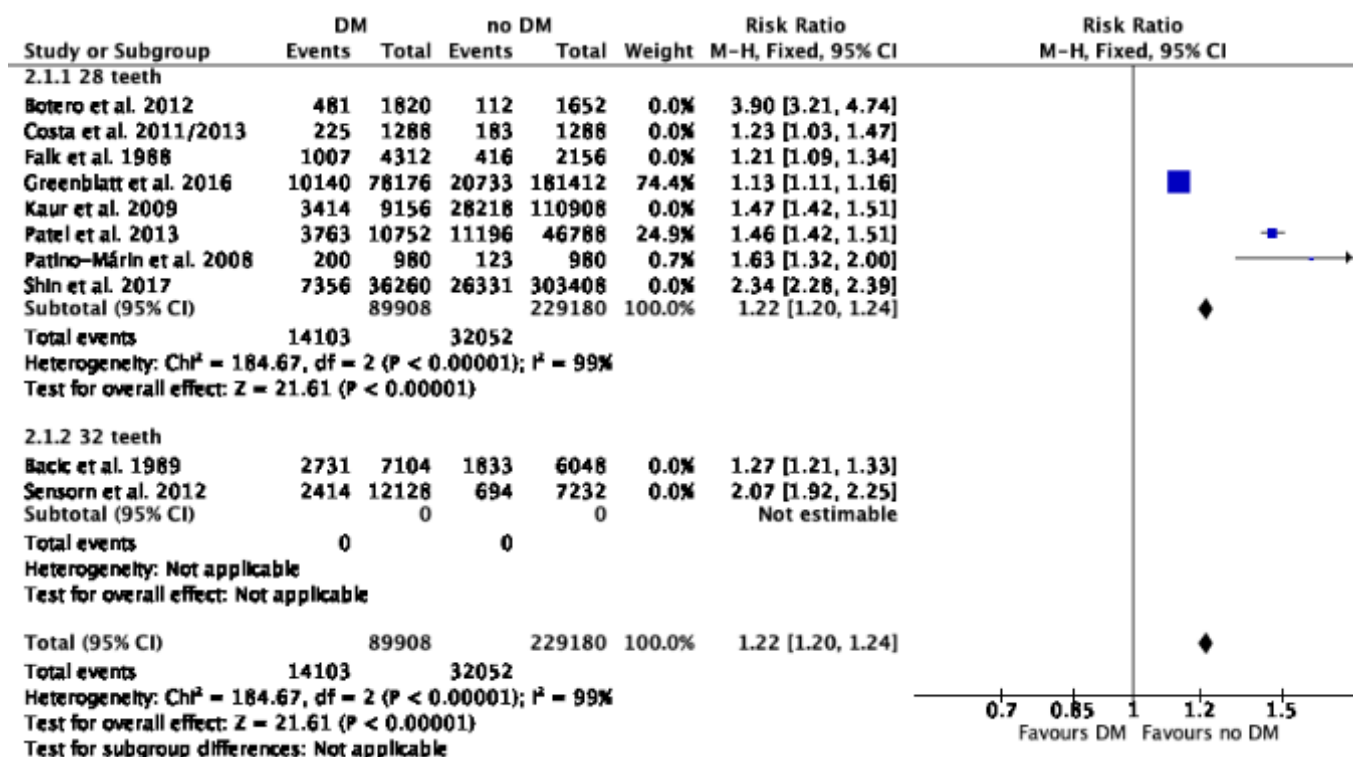 DM no DM Risk Ratio Risk Ratio
Study or Subgroup Events Total Events Total Weight M-H, Fixed, 95% CI M-H, Fixed, 95% CI
2.1.1 28 teeth
Botero et al. 2012 481 1820 112 1652 0.0% 3.90 [3.21, 4.74]
Costa et al. 2011/2013 225 1288 183 1288 0.0% 1.23 [1.03, 1.47]
Falk et al. 1988 1007 4312 416 2156 0.0% 1.21 [1.09, 1.34]
Greenblatt et al. 2016 10140 78176 20733 181412 74.4% 1.13 [1.11, 1.16]
Kaur et al. 2009 3414 9156 28218 110908 0.0% 1.47 [1.42, 1.51]
Patel et al. 2013 3763 10752 11196 46788 24.9% 1.46 [1.42, 1.51]
Patino-Márin et al. 2008 200 980 123 980 0.7% 1.63 [1.32, 2.00]
Shin et al. 2017 7356 36260 26331 303408 0.0% 2.34 [2.28, 2.39]
Subtotal (95% CI) 89908 229180 100.0% 1.22 [1.20, 1.24]
Total events 14103 32052
Heterogeneity: Chi² = 184.67, df = 2 (P < 0.00001); I² = 99%
Test for overall effect: Z = 21.61 (P < 0.00001)
2.1.2 32 teeth
Bacic et al. 1989 2731 7104 1833 6048 0.0% 1.27 [1.21, 1.33]
Sensorn et al. 2012 2414 12128 694 7232 0.0% 2.07 [1.92, 2.25]
Subtotal (95% CI) 0 0 Not estimable
Total events 0 0
Heterogeneity: Not applicable
Test for overall effect: Not applicable
Total (95% CI) 89908 229180 100.0% 1.22 [1.20, 1.24]
Total events 14103 32052
Heterogeneity: Chi² = 184.67, df = 2 (P < 0.00001); I² = 99%
Test for overall effect: Z = 21.61 (P < 0.00001)
Test for subgroup differences: Not applicable
0.7 0.85 1 1.2 1.5
Favours DM Favours no DM